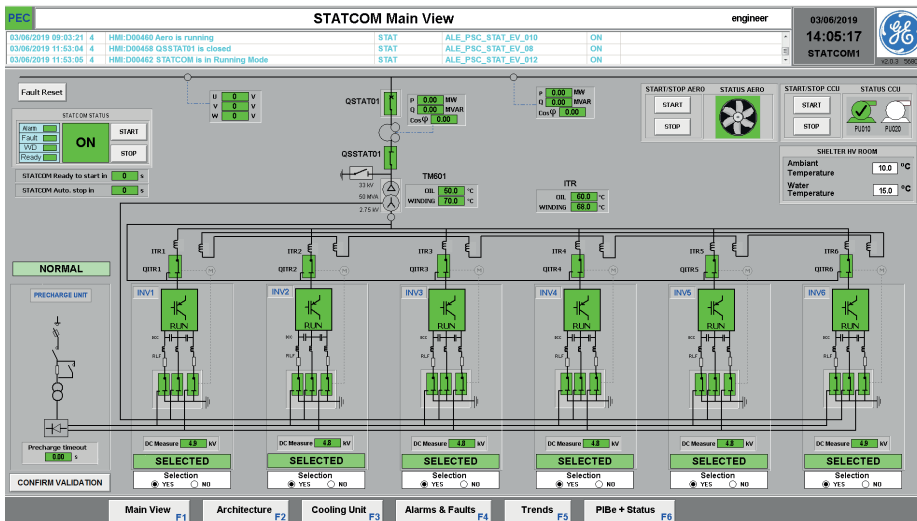 PEC
STATCOM Main View
engineer
03/06/2019
14:05:17
STATCOM1
03/06/2019 09:03:21 4 HMI:D00460 Aero is running STAT ALE_PSC_STAT_EV_010 ON
03/06/2019 11:53:04 4 HMI:D00458 QSSTAT01 is closed STAT ALE_PSC_STAT_EV_08 ON
03/06/2019 11:53:05 4 HMI:D00462 STATCOM is in Running Mode STAT ALE_PSC_STAT_EV_012 ON
Fault Reset
U 0 V
V 0 V
W 0 V
QSTAT01
P 0.00 MW
Q 0.00 MVAR
Cosφ 0.00
P 0.00 MW
Q 0.00 MVAR
Cosφ 0.00
START/STOP AERO
STATUS AERO
START
STOP
START/STOP CCU
STATUS CCU
START
STOP
PU010
PU020
STATCOM STATUS
Alarm
Fault
WD
Ready
ON
START
STOP
STATCOM Ready to start in 0 s
STATCOM Auto. stop in 0 s
QSSTAT01
33 kV
50 MVA
2.75 kV
TM601
OIL 50.0 °C
WINDING 70.0 °C
ITR
OIL 60.0 °C
WINDING 68.0 °C
SHELTER HV ROOM
Ambiant
Temperature 10.0 ºC
Water
Temperature 15.0 ºC
ITR1 ITR2 ITR3 ITR4 ITR5 ITR6
QITR1 QITR2 QITR3 QITR4 QITR5 QITR6
M M M M M M
NORMAL
PRECHARGE UNIT
INV1 INV2 INV3 INV4 INV5 INV6
RUN RUN RUN RUN RUN RUN
RLF RLF RLF RLF RLF RLF
Precharge timeout
0.00 s
DC Measure 4.9 kV
DC Measure 4.8 kV
DC Measure 4.8 kV
DC Measure 4.8 kV
DC Measure 4.8 kV
DC Measure 4.9 kV
SELECTED SELECTED SELECTED SELECTED SELECTED SELECTED
Selection Selection Selection Selection Selection Selection
YES NO YES NO YES NO YES NO YES NO YES NO
CONFIRM VALIDATION
Main View F1
Architecture F2
Cooling Unit F3
Alarms & Faults F4
Trends F5
PIBe + Status F6